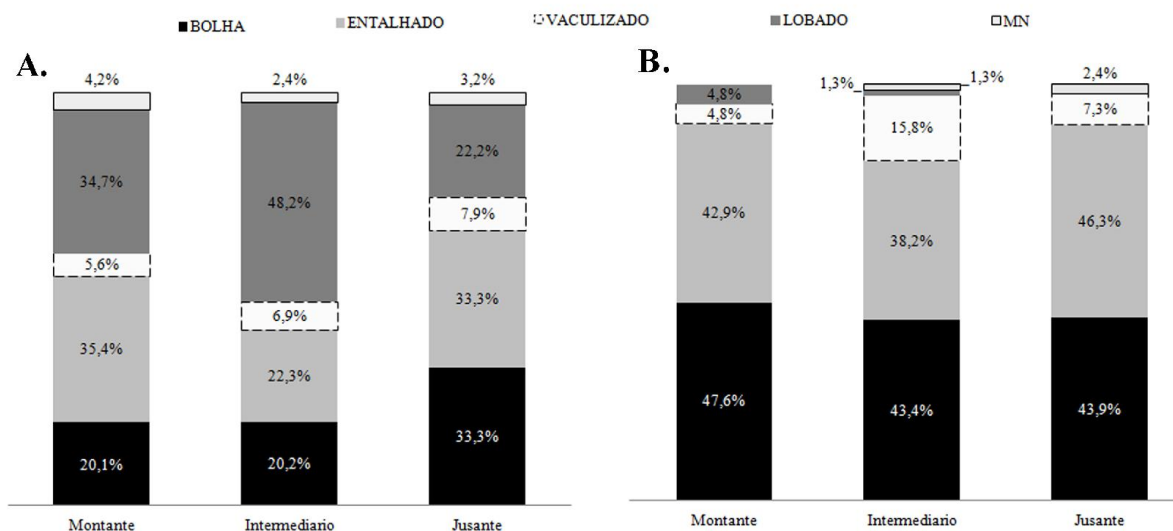 BOLHA ENTALHADO VACULIZADO LOBADO MN
A.
4,2% 2,4% 3,2%
34,7% 48,2% 22,2%
5,6% 6,9% 7,9%
35,4% 22,3% 33,3%
20,1% 20,2% 33,3%
Montante Intermediario Jusante
B.
1,3% 1,3% 2,4%
4,8%
4,8% 15,8% 7,3%
42,9% 38,2% 46,3%
47,6% 43,4% 43,9%
Montante Intermediario Jusante